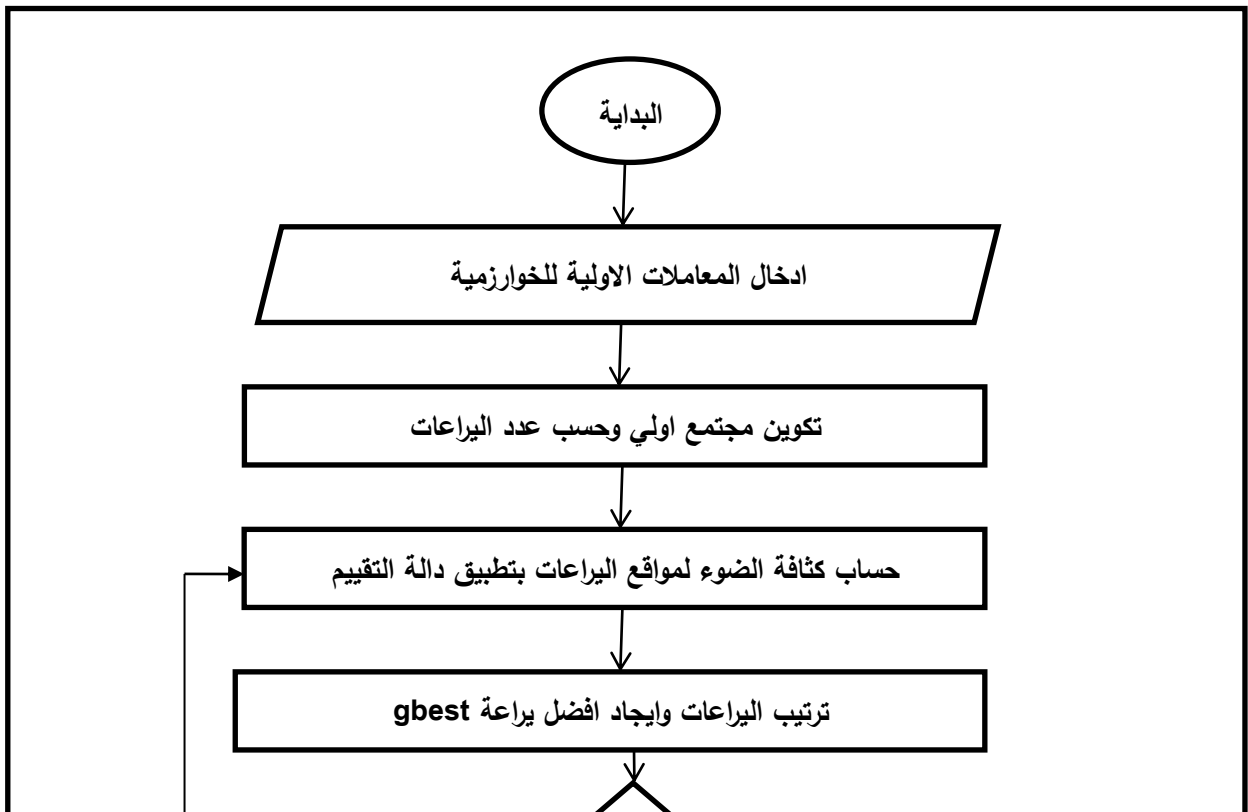 البداية
ادخال المعاملات الاولية للخوارزمية
تكوين مجتمع اولي وحسب عدد اليراعات
حساب كثافة الضوء لمواقع اليراعات بتطبيق دالة التقييم
ترتيب اليراعات وايجاد افضل يراعة gbest